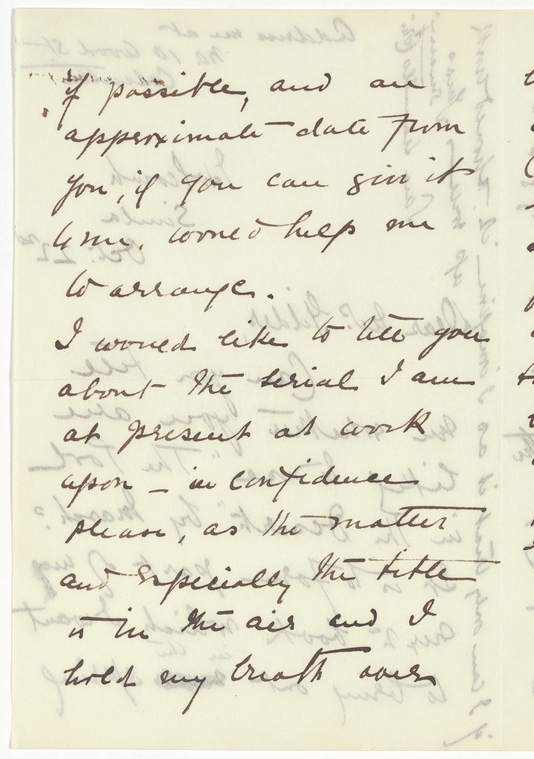 if possible, and an
approximate date from
you, if you can give it
to me, would help me
to arrange.
I would like to tell you
about the serial I am
at present at work
upon — in confidence
please, as the matter
and especially the title
is in the air and I
hold my breath over